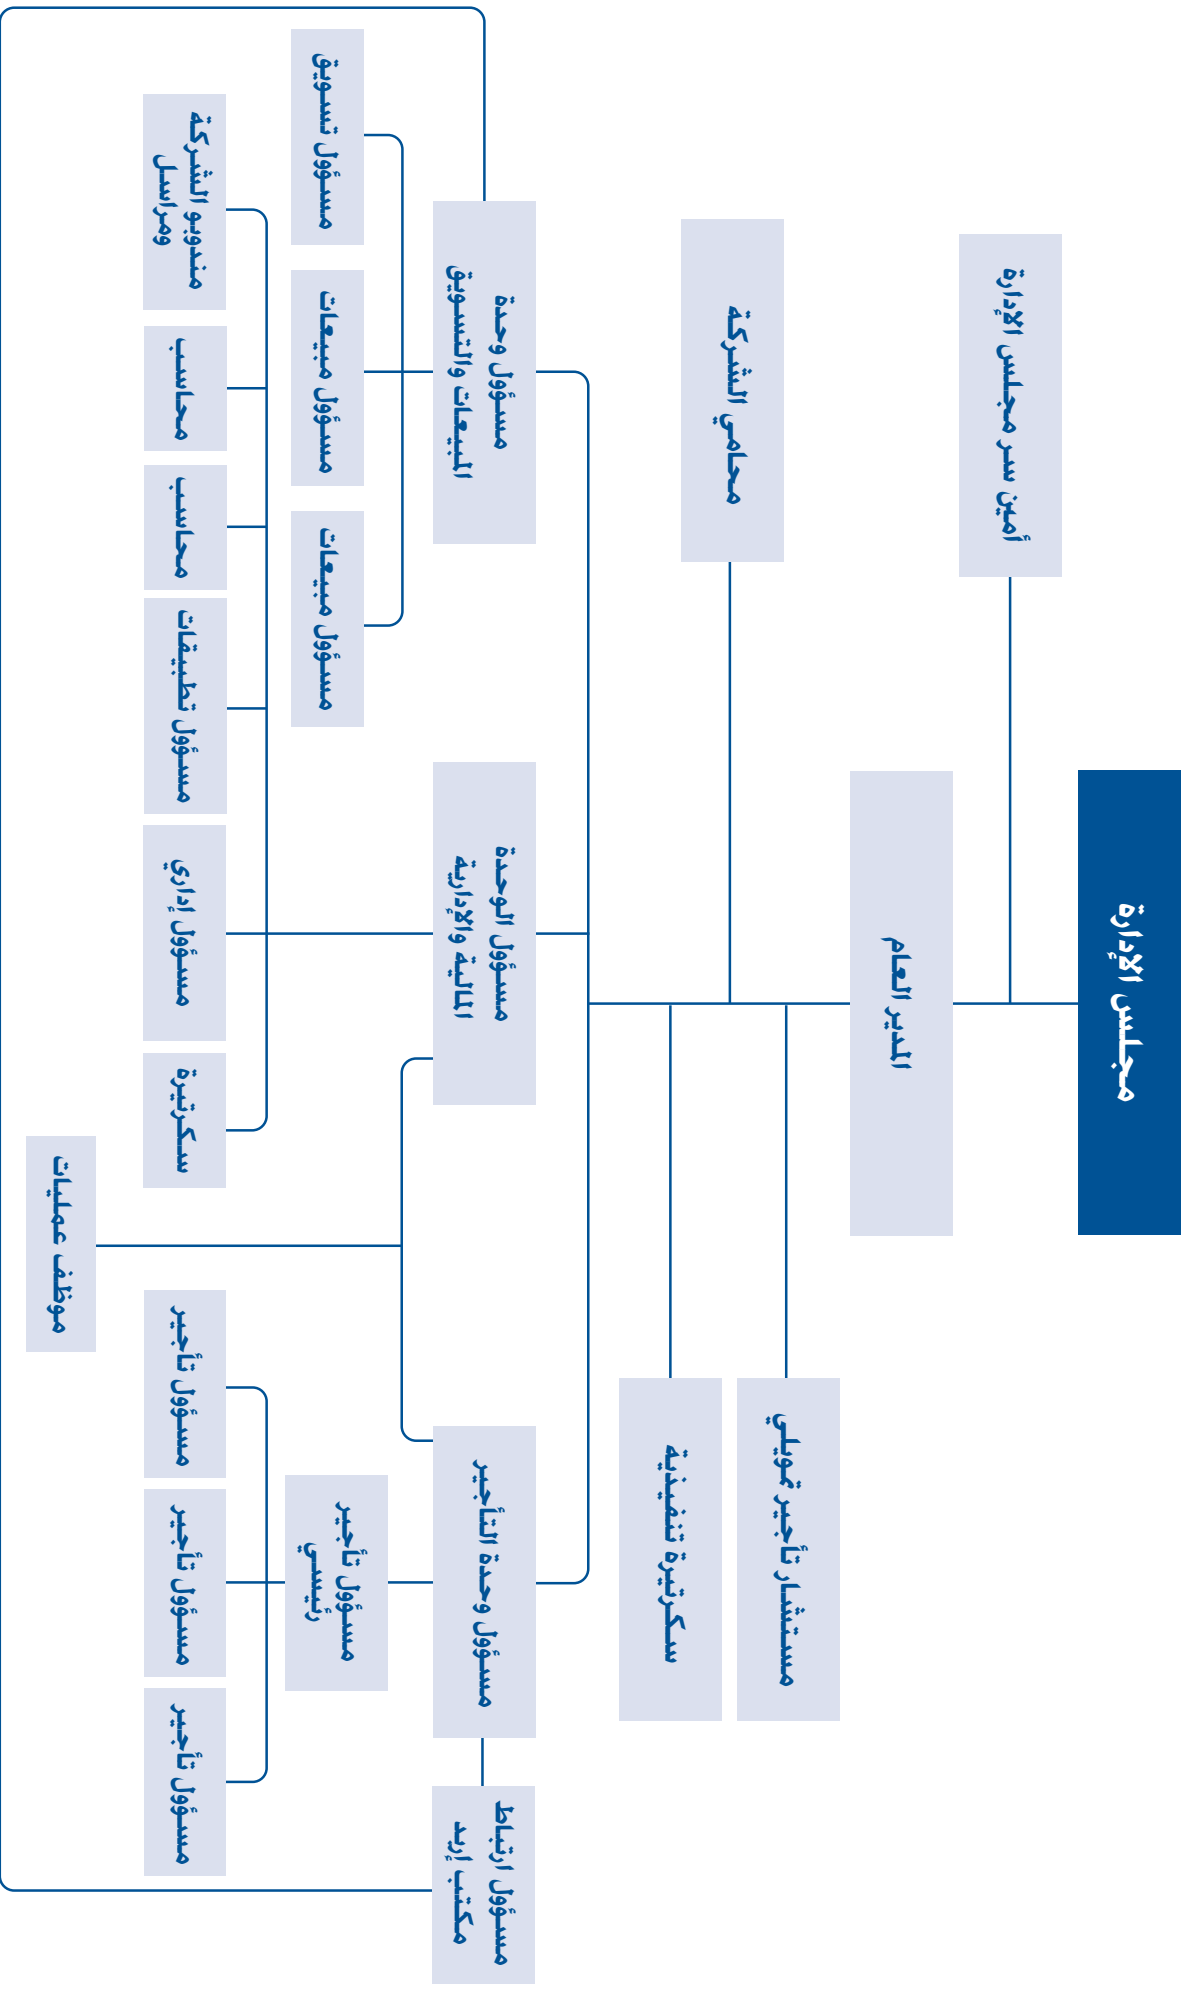 مجلس الإدارة
أمين سر مجلس الإدارة
المدير العام
مستشار تأجير تمويلي
محامي الشركة
سكرتيرة تنفيذية
مسؤول ارتباط
مكتب إربد
مسؤول وحدة التأجير
مسؤول الوحدة
المالية والإدارية
مسؤول وحدة
المبيعات والتسويق
مسؤول تأجير
رئيسي
مسؤول مبيعات
مسؤول مبيعات
مسؤول تسويق
مسؤول تأجير
مسؤول تأجير
مسؤول تأجير
سكرتيرة
مسؤول إداري
مسؤول تطبيقات
محاسب
محاسب
مندوبو الشركة
ومراسل
موظف عمليات